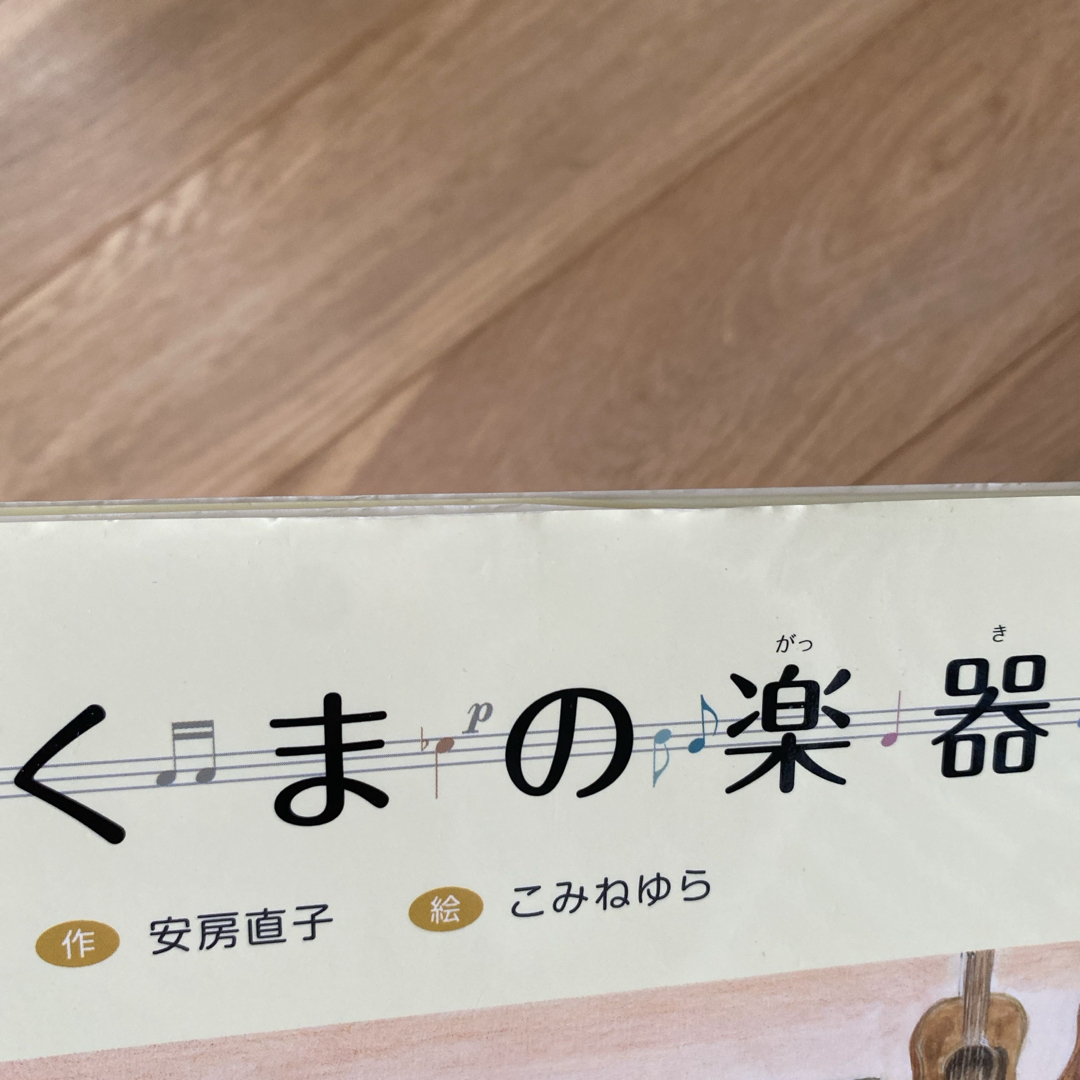 くまの楽器
がっ き
作 安房直子 絵 こみねゆら
p